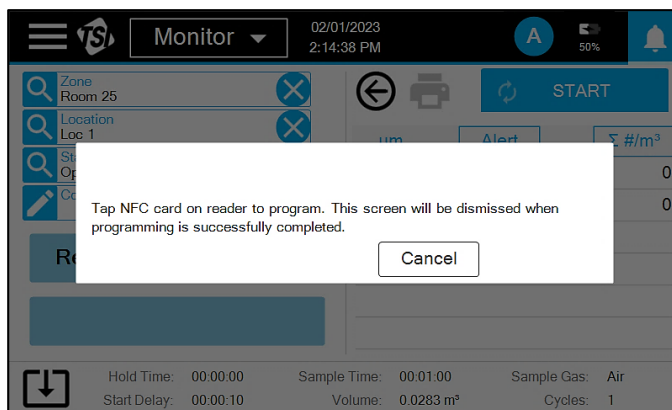 TSI
Monitor
02/01/2023
2:14:38 PM
A
50%
Zone
Room 25
Location
Loc 1
START
Alert
Σ #/m³
0
0
Tap NFC card on reader to program. This screen will be dismissed when
programming is successfully completed.
Cancel
Hold Time: 00:00:00 Sample Time: 00:01:00 Sample Gas: Air
Start Delay: 00:00:10 Volume: 0.0283 m³ Cycles: 1